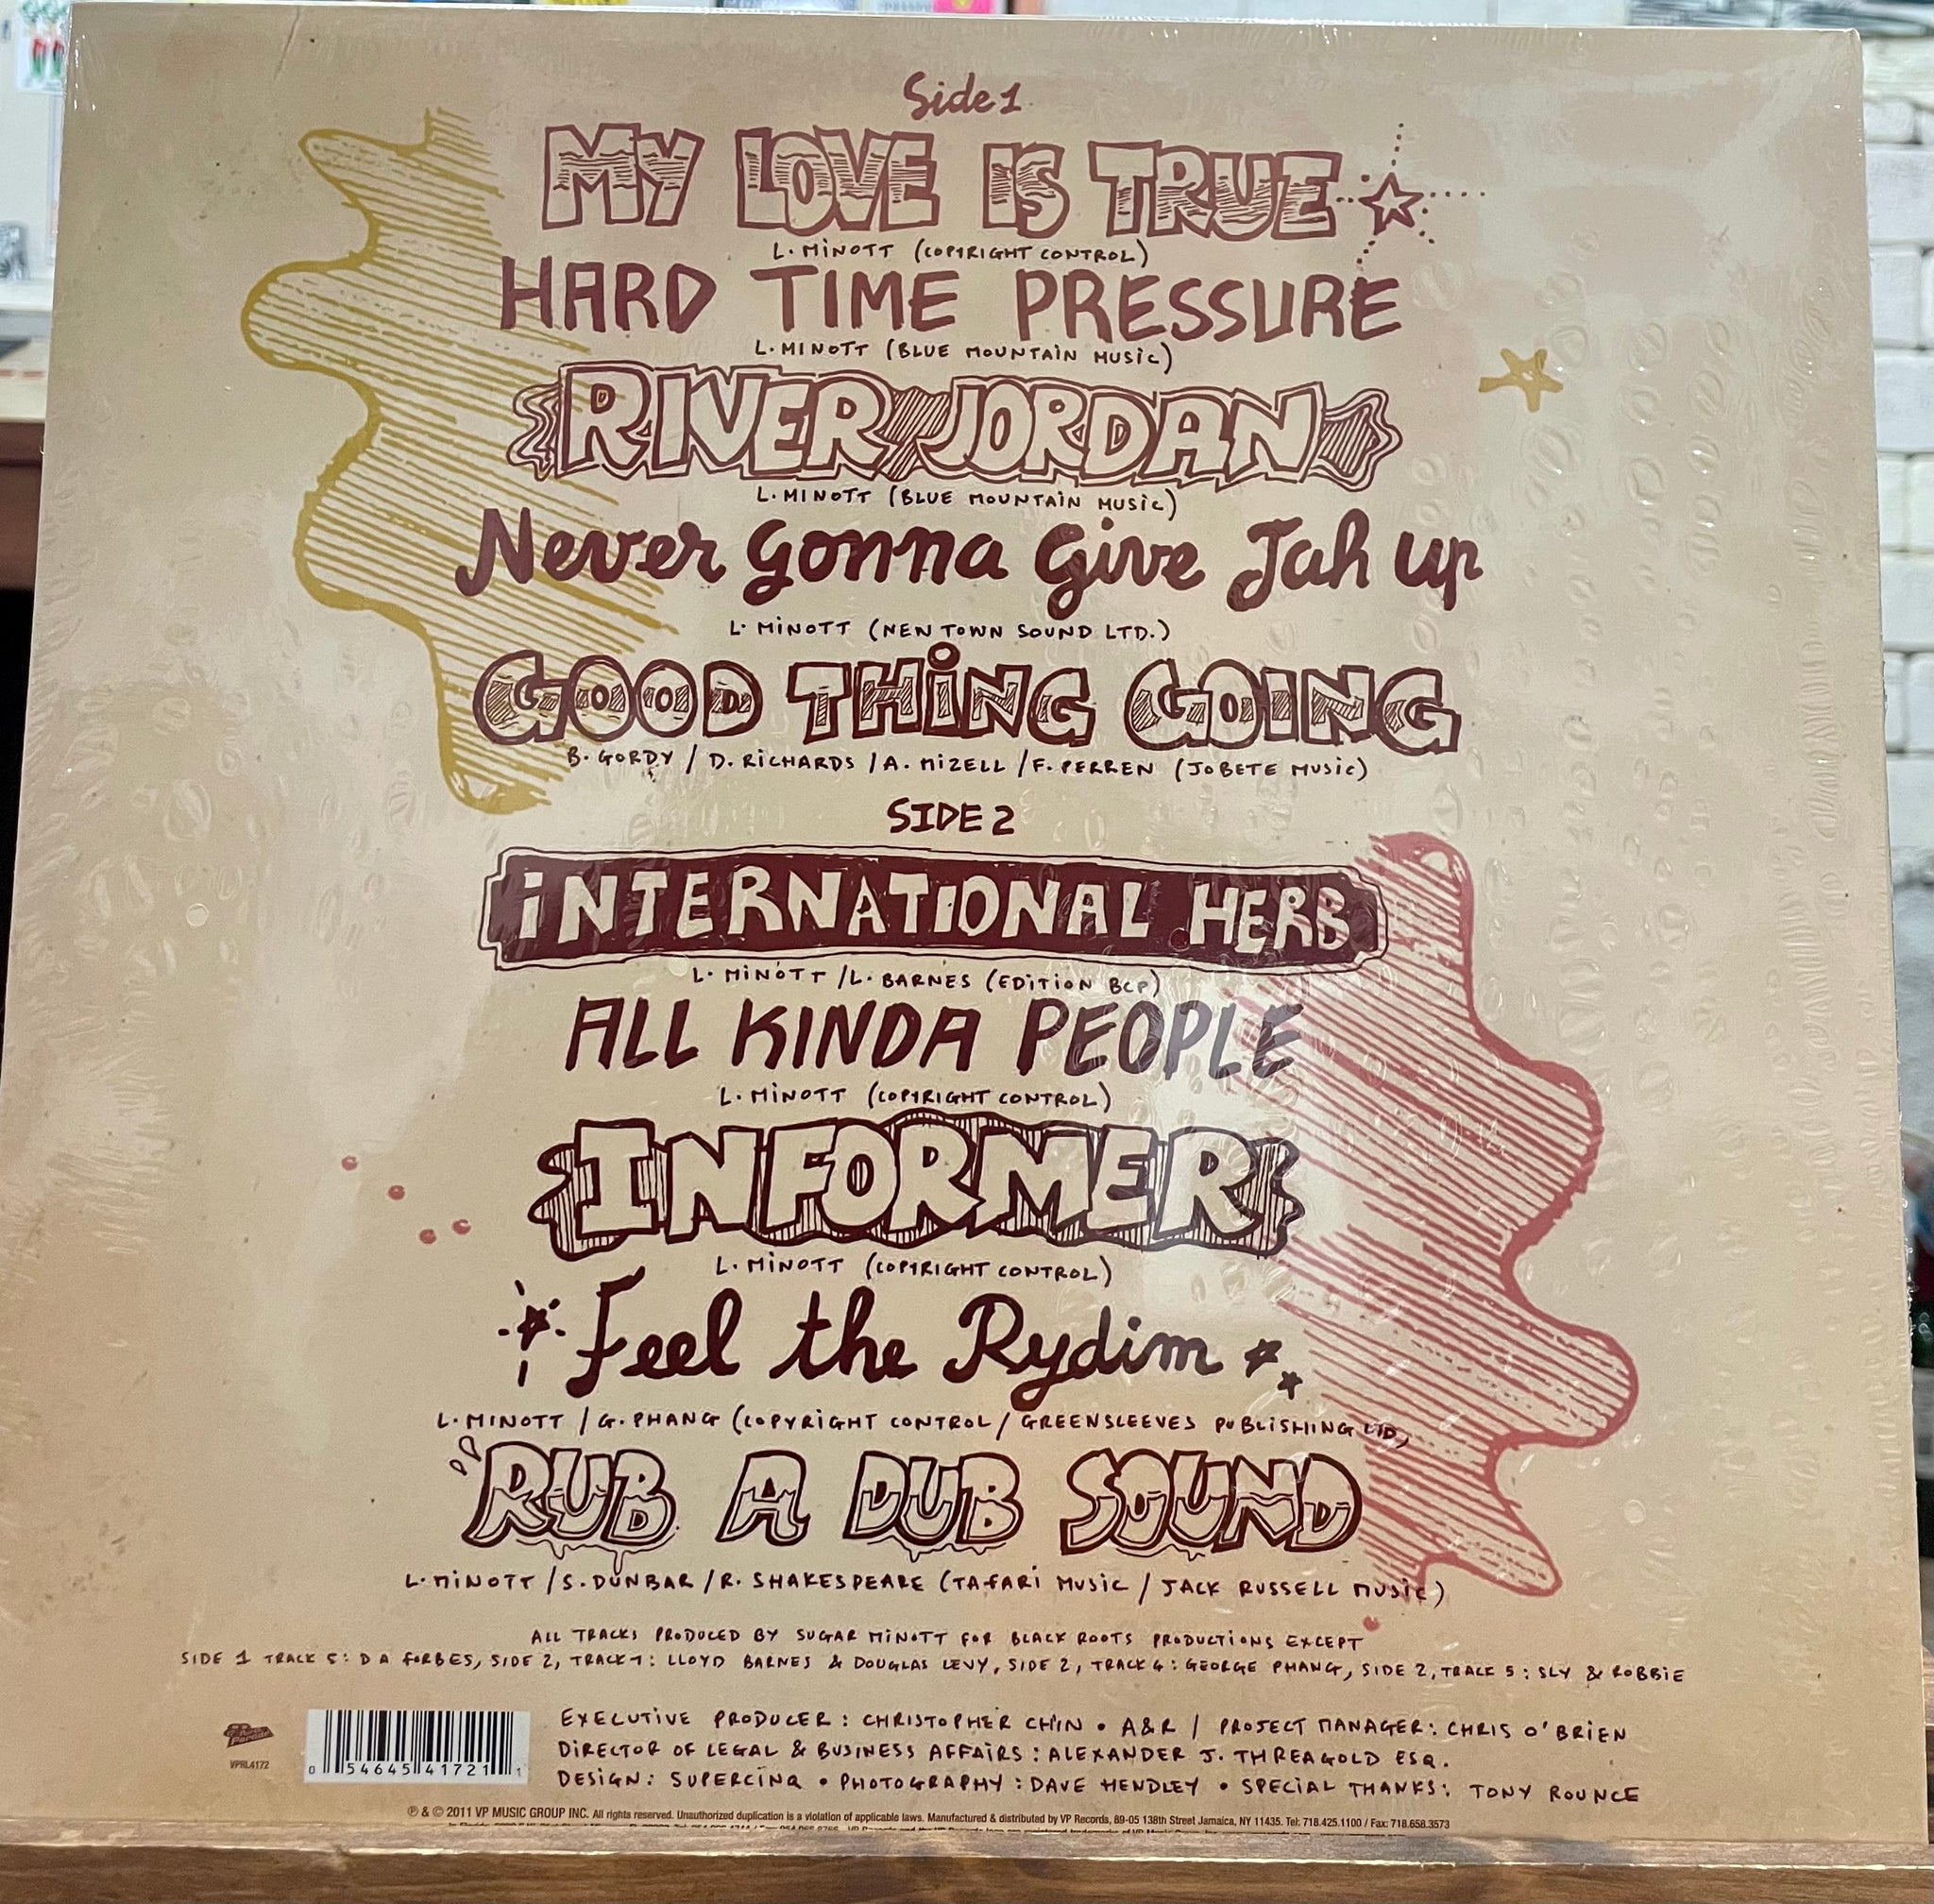 Side 1
MY LOVE IS TRUE
L. MINOTT (COPYRIGHT CONTROL)
HARD TIME PRESSURE
L. MINOTT (BLUE MOUNTAIN MUSIC)
RIVER JORDAN
L. MINOTT (BLUE MOUNTAIN MUSIC)
Never gonna Give Jah up
L. MINOTT (NEN TOWN SOUND LTD.)
GOOD THING GOING
B. GORDY / D. RICHARDS / A. MIZELL / F. PERREN (JOBETE MUSIC)
SIDE 2
INTERNATIONAL HERB
L. MINOTT / L. BARNES (EDITION BCP)
ALL KINDA PEOPLE
L. MINOTT (COPYRIGHT CONTROL)
INFORMER
L. MINOTT (COPYRIGHT CONTROL)
Feel the Rydim
L. MINOTT / G. PHANG (COPYRIGHT CONTROL / GREENSLEEVES PUBLISHING LTD)
RUB A DUB SOUND
L. MINOTT / S. DUNBAR / R. SHAKESPEARE (TAFARI MUSIC / JACK RUSSELL MUSIC)
ALL TRACKS PRODUCED BY SUGAR MINOTT FOR BLACK ROOTS PRODUCTIONS EXCEPT
SIDE 1 TRACK 5: D A FORBES, SIDE 2, TRACK 1: LLOYD BARNES & DOUGLAS LEVY, SIDE 2, TRACK 4: GEORGE PHANG, SIDE 2, TRACK 5: SLY & ROBBIE
EXECUTIVE PRODUCER: CHRISTOPHER CHIN • A&R / PROJECT MANAGER: CHRIS O'BRIEN
DIRECTOR OF LEGAL & BUSINESS AFFAIRS: ALEXANDER J. THREAGOLD ESQ.
DESIGN: SUPERCINQ • PHOTOGRAPHY: DAVE HENDLEY • SPECIAL THANKS: TONY ROUNCE
VPRL4172
0 54645 41721 1
℗ & © 2011 VP MUSIC GROUP INC. All rights reserved. Unauthorized duplication is a violation of applicable laws. Manufactured & distributed by VP Records, 89-05 138th Street Jamaica, NY 11435. Tel: 718.425.1100 / Fax: 718.658.3573